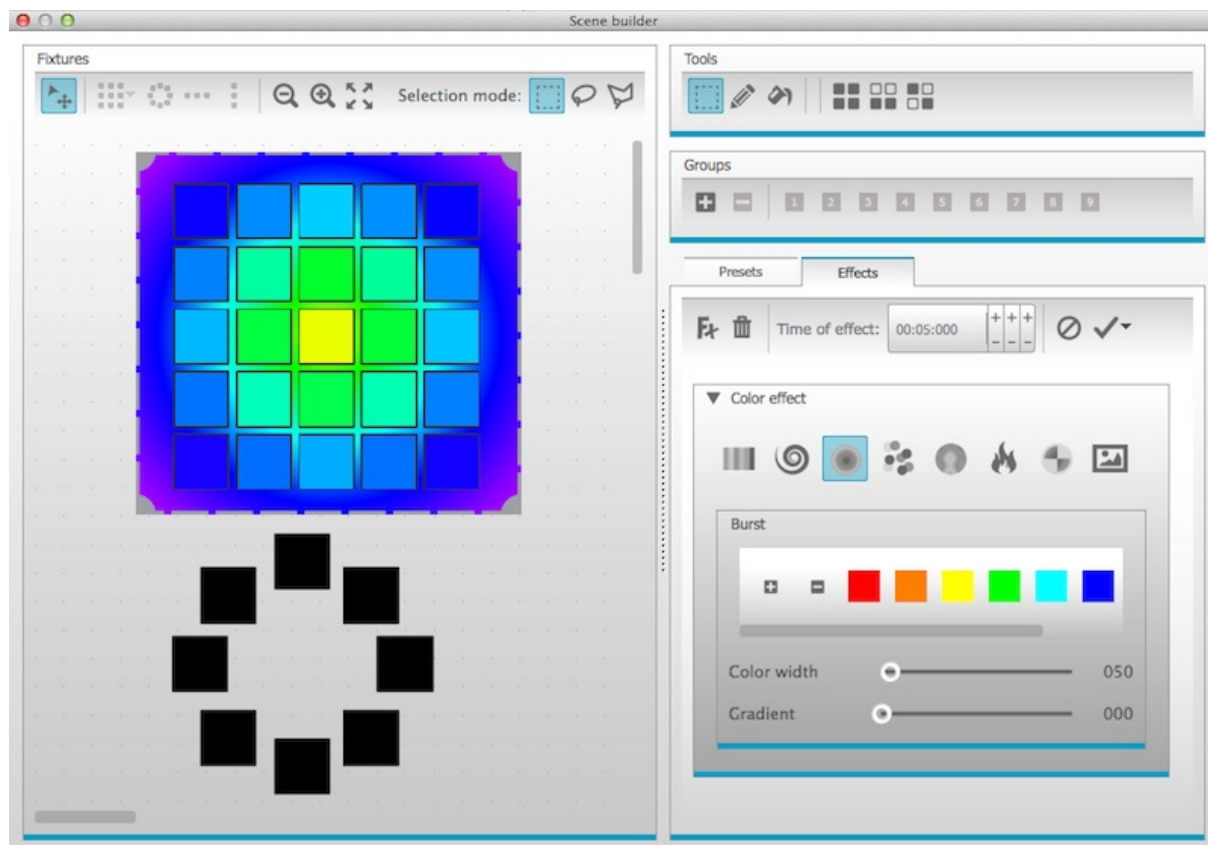 Scene builder
Fixtures
Selection mode:
Tools
Groups
1 2 3 4 5 6 7 8 9
Presets
Effects
Fx
Time of effect: 00:05:000
Color effect
Burst
Color width 050
Gradient 000